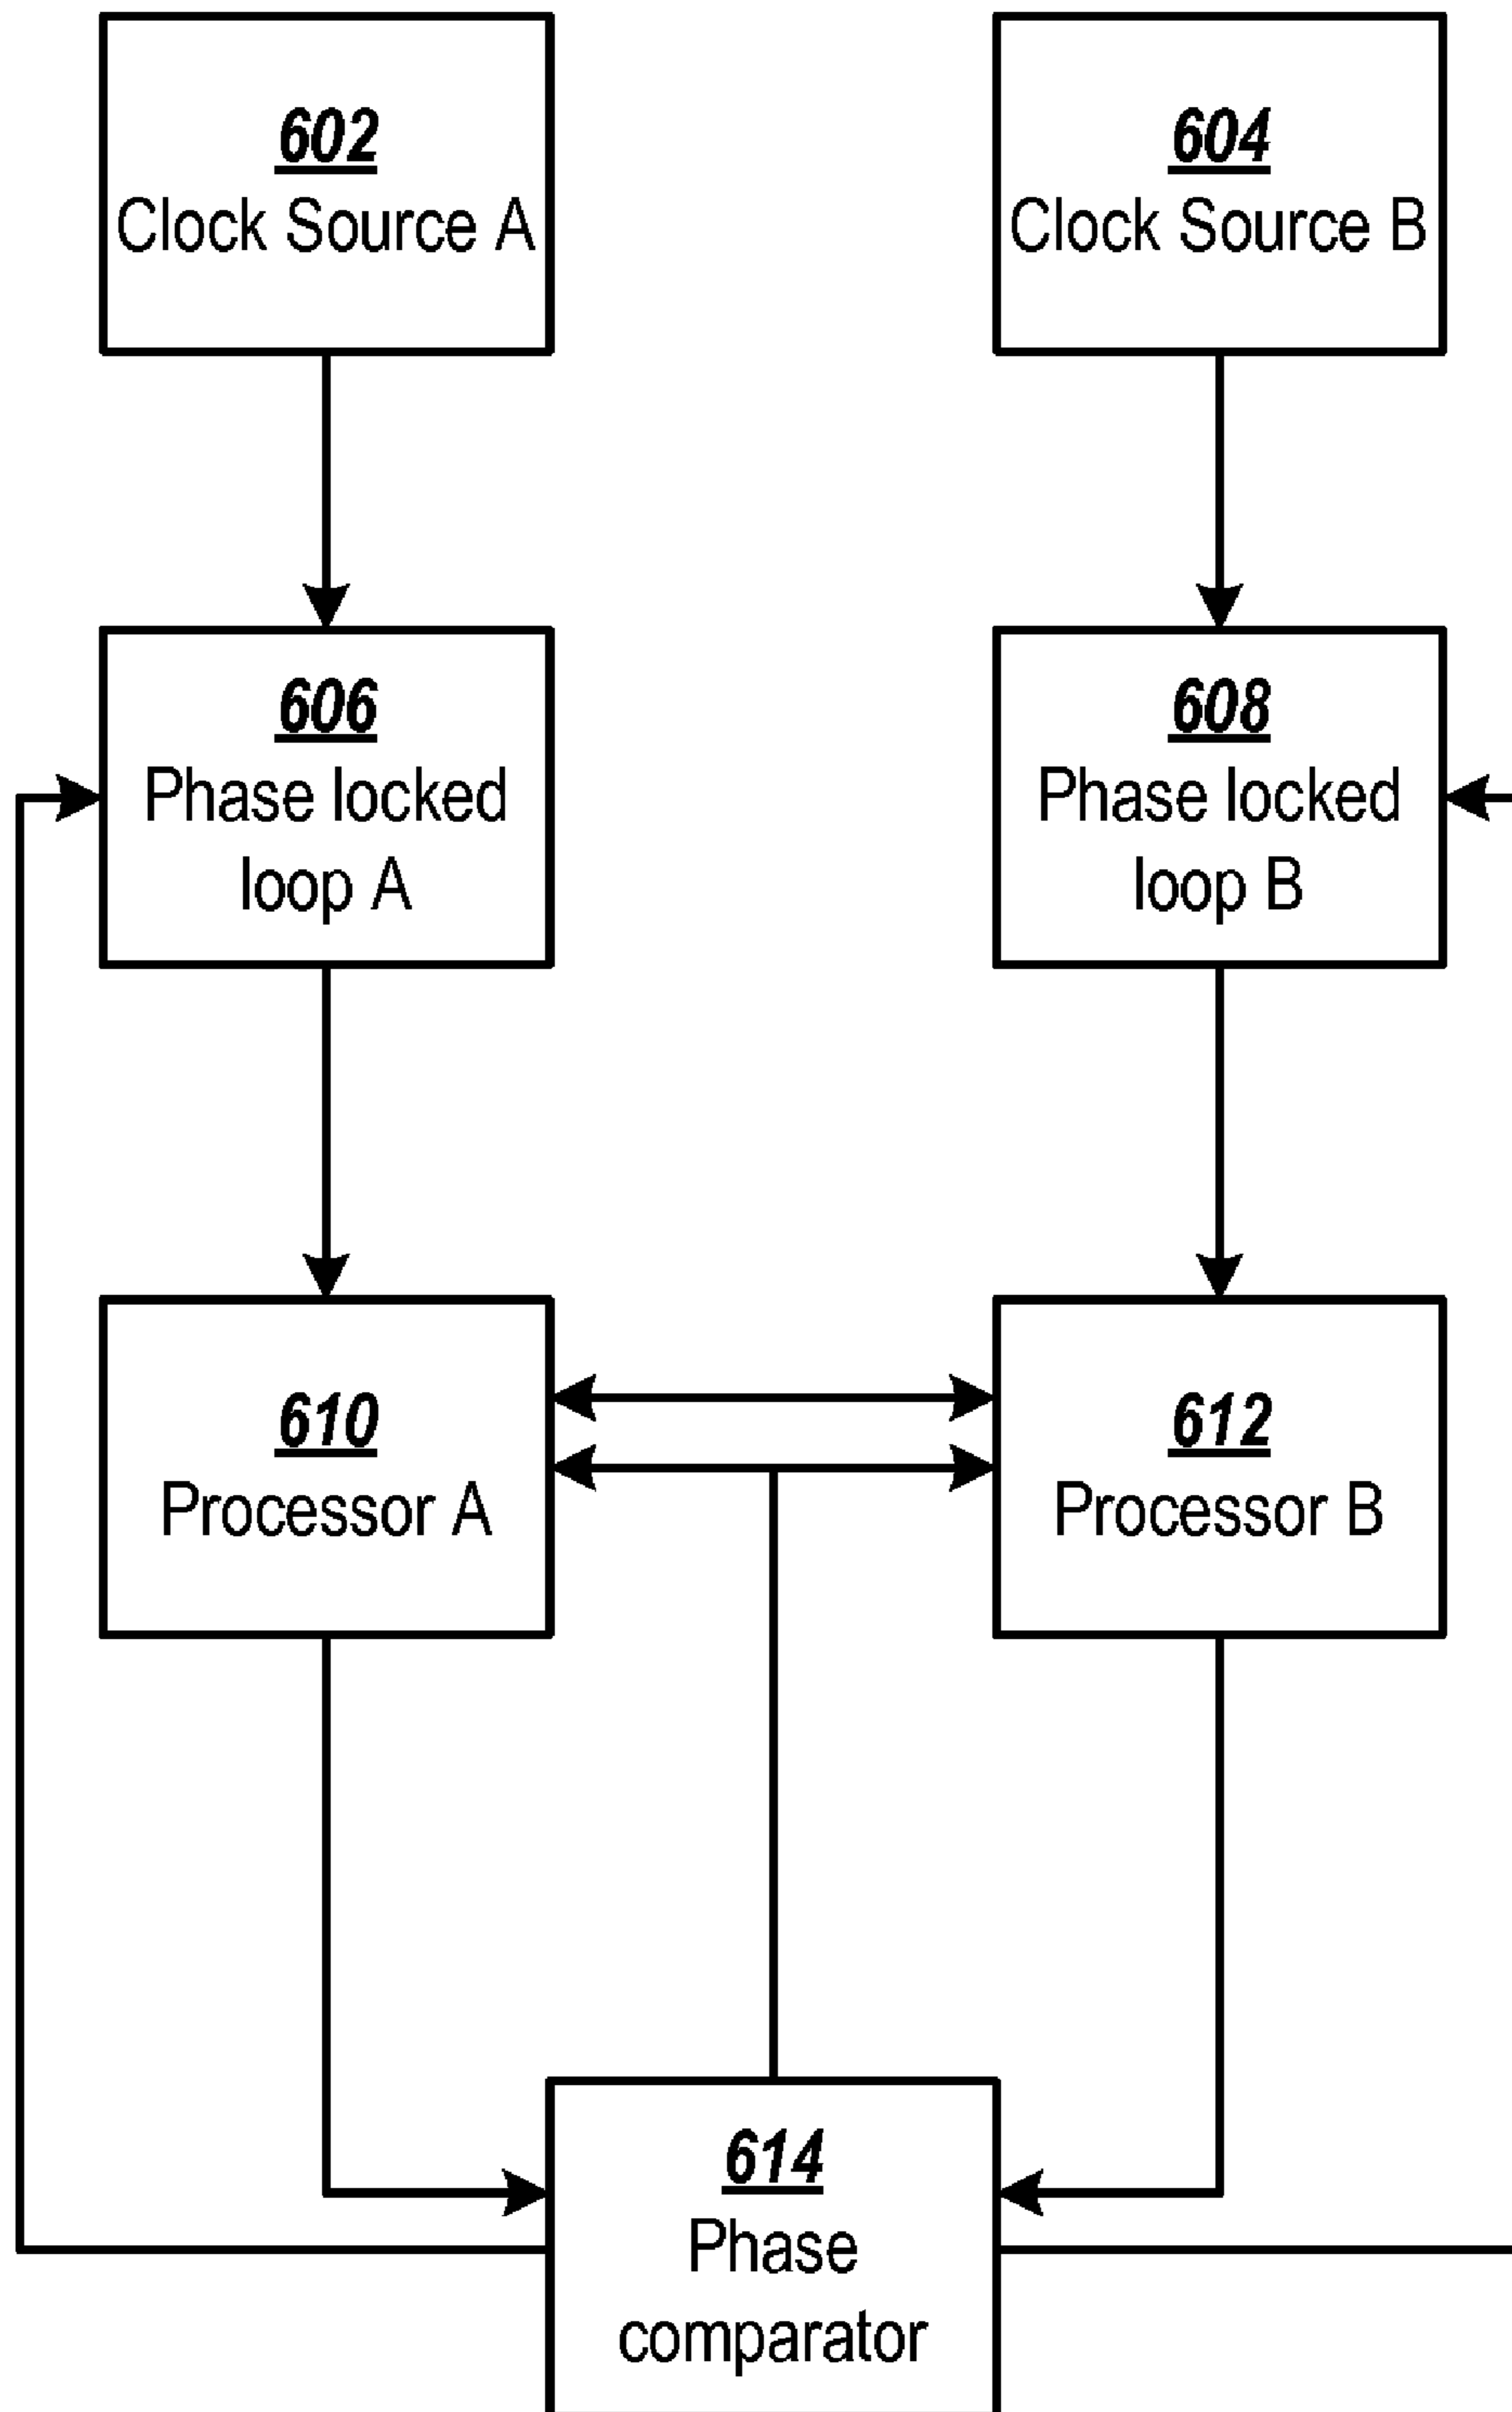 602
Clock Source A
604
Clock Source B
606
Phase locked
loop A
608
Phase locked
loop B
610
Processor A
612
Processor B
614
Phase
comparator